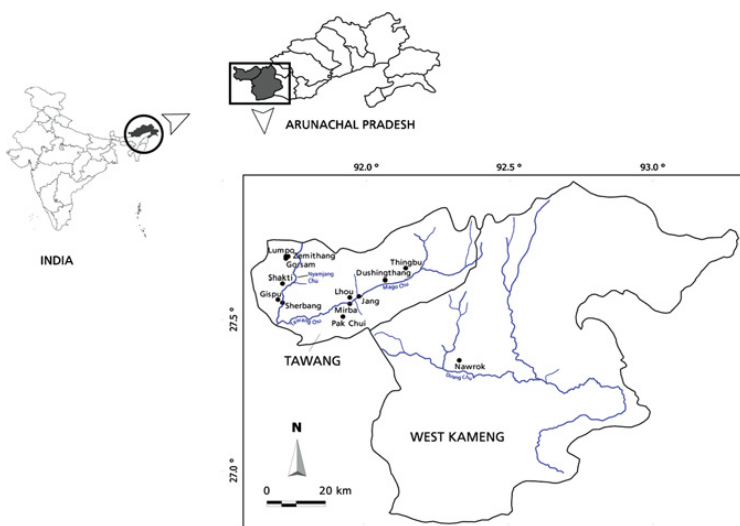 ARUNACHAL PRADESH
INDIA
92.0 °
92.5 °
93.0 °
27.5 °
27.0 °
Lumpo
Zemithang
Gorsam
Shakti
Nyamjang
Chu
Gispu
Sherbang
Lhou
Mirba
Pak Chui
Jang
Dushingthang
Thingbu
Mago Chu
TAWANG
Nawrok
WEST KAMENG
N
0
20 km